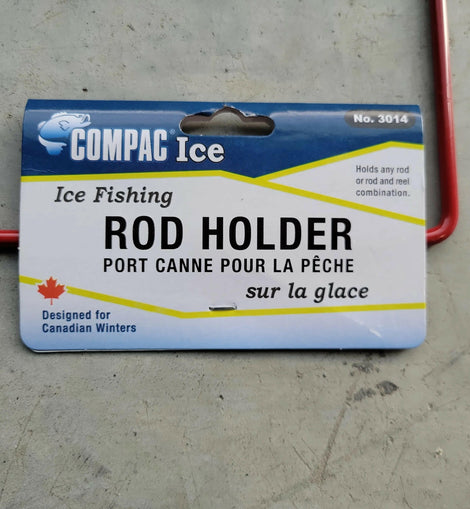 COMPAC® Ice
No. 3014
Holds any rod
or rod and reel
combination.
Ice Fishing
ROD HOLDER
PORT CANNE POUR LA PÊCHE
sur la glace
Designed for
Canadian Winters